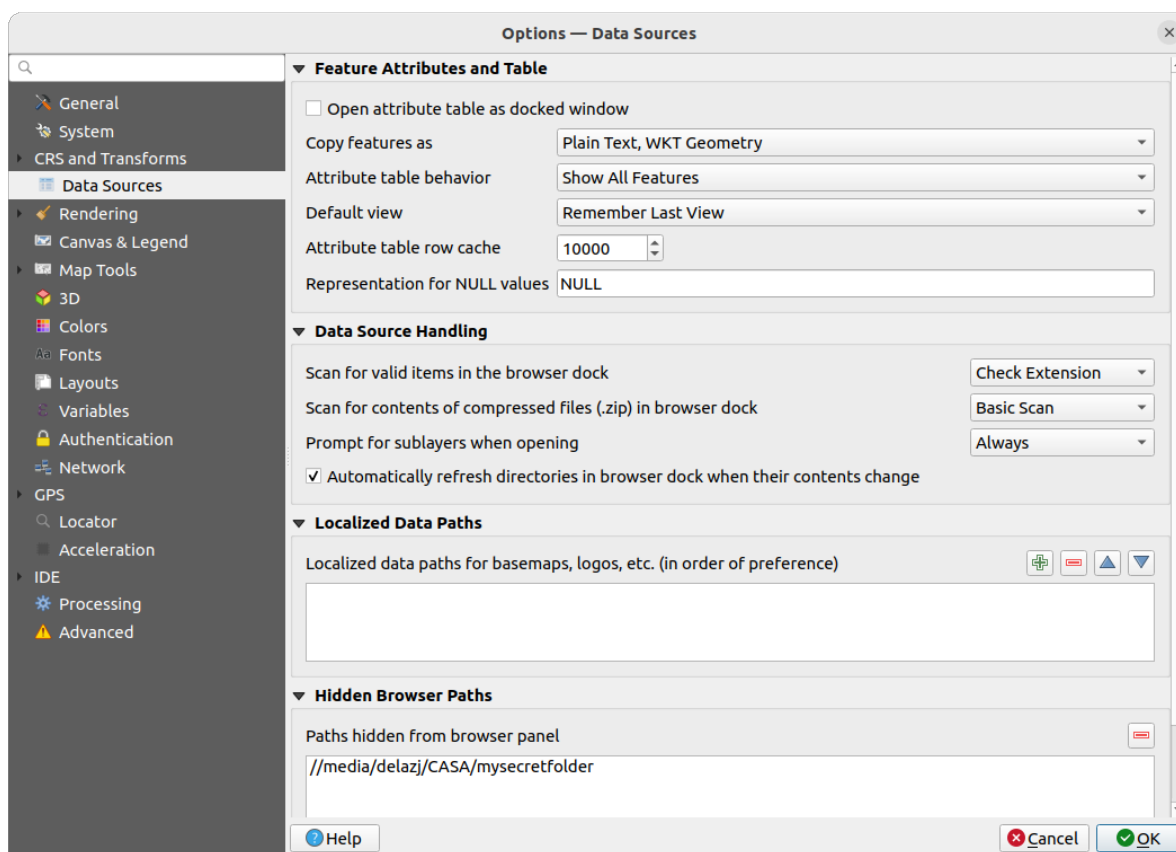 Options — Data Sources
General
System
CRS and Transforms
Data Sources
Rendering
Canvas & Legend
Map Tools
3D
Colors
Fonts
Layouts
Variables
Authentication
Network
GPS
Locator
Acceleration
IDE
Processing
Advanced
Feature Attributes and Table
Open attribute table as docked window
Copy features as Plain Text, WKT Geometry
Attribute table behavior Show All Features
Default view Remember Last View
Attribute table row cache 10000
Representation for NULL values NULL
Data Source Handling
Scan for valid items in the browser dock Check Extension
Scan for contents of compressed files (.zip) in browser dock Basic Scan
Prompt for sublayers when opening Always
Automatically refresh directories in browser dock when their contents change
Localized Data Paths
Localized data paths for basemaps, logos, etc. (in order of preference)
Hidden Browser Paths
Paths hidden from browser panel
//media/delazj/CASA/mysecretfolder
Help Cancel OK